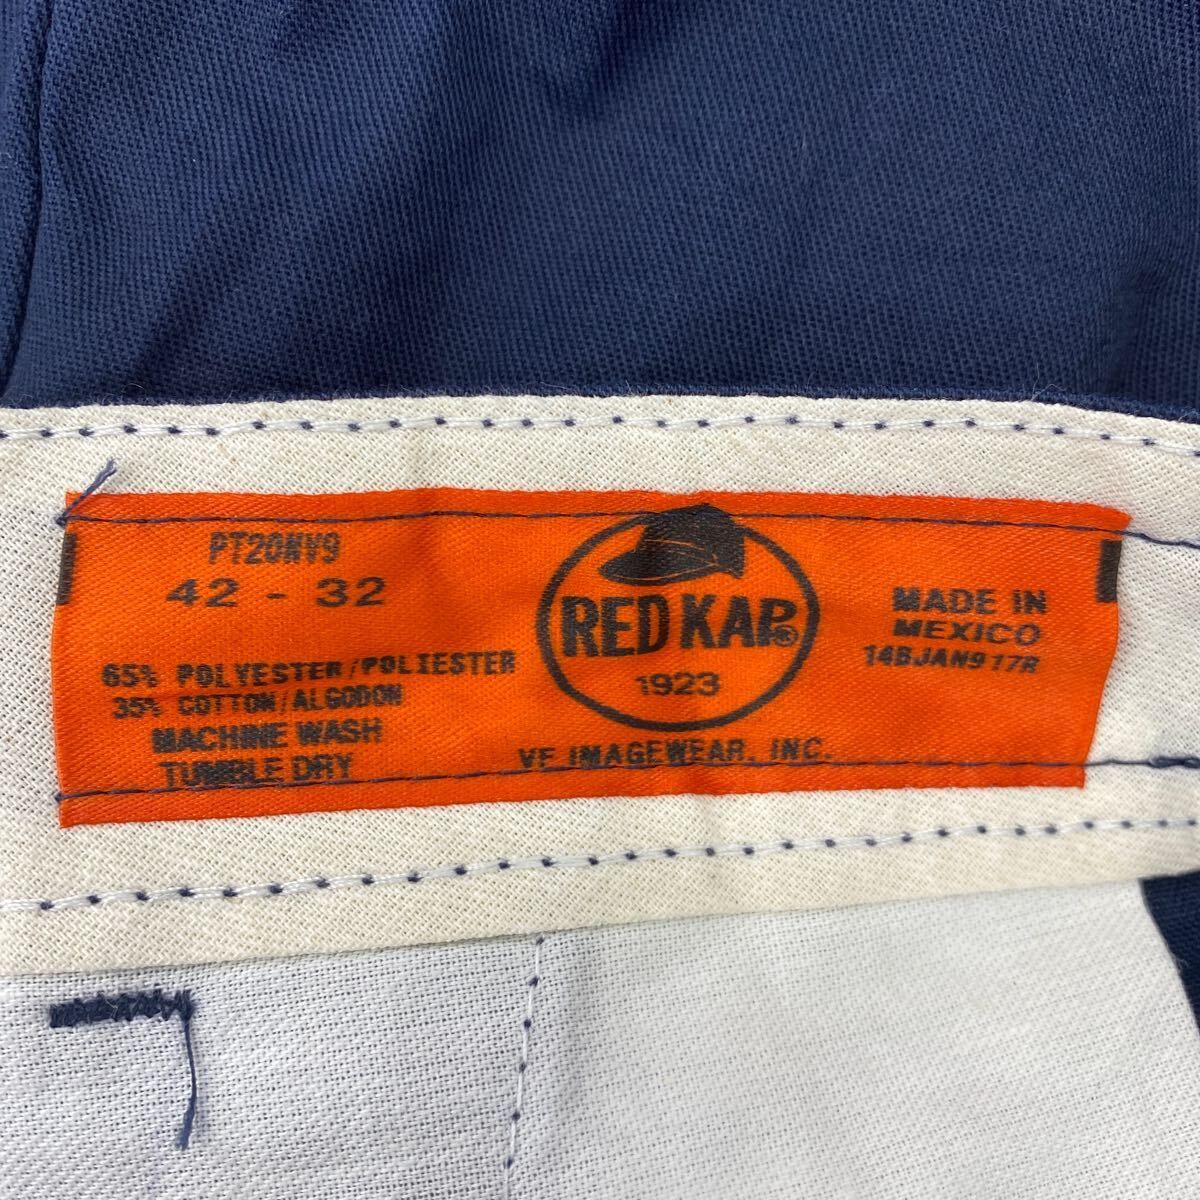 PT20NV9
42 - 32
65% POLYESTER/POLIESTER
35% COTTON/ALGODON
MACHINE WASH
TUMBLE DRY
RED KAP®
1923
VF IMAGEWEAR, INC.
MADE IN
MEXICO
14BJAN917R